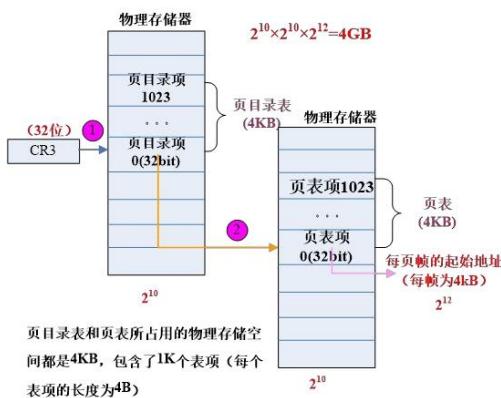 物理存储器
2¹⁰×2¹⁰×2¹²=4GB
页目录项
1023
. . .
页目录项
0(32bit)
页目录表
(4KB)
（32位）
1
CR3
物理存储器
页表项1023
. . .
页表项
0(32bit)
页表
(4KB)
2
每页帧的起始地址
（每帧为4kB）
2¹²
2¹⁰
页目录表和页表所占用的物理存储空
间都是4KB，包含了1K个表项（每个
表项的长度为4B）
2¹⁰